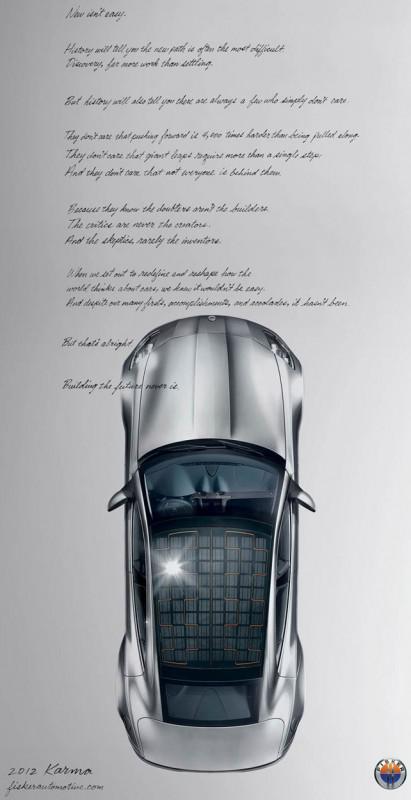 New isn't easy.
History will tell you the new path is often the most difficult.
Discovery, far more work than settling.
But history will also tell you there are always a few who simply don't care.
They don't care that pushing forward is 4,000 times harder than being pulled along.
They don't care that giant leaps require more than a single step.
And they don't care that not everyone is behind them.
Because they know the doubters aren't the builders.
The critics are never the creators.
And the skeptics, rarely the inventors.
When we set out to redefine and reshape how the
world thinks about cars, we knew it wouldn't be easy.
And despite our many firsts, accomplishments, and accolades, it hasn't been.
But that's alright.
Building the future never is.
2012 Karma
fiskerautomotive.com
FISKER